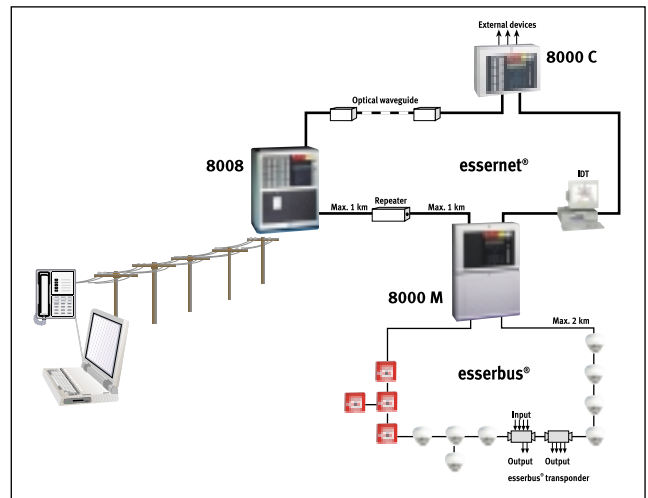 External devices
8000 C
Optical waveguide
essernet®
8008
IDT
Max. 1 km
Repeater
Max. 1 km
8000 M
Max. 2 km
esserbus®
Input
Output
Output
esserbus® transponder